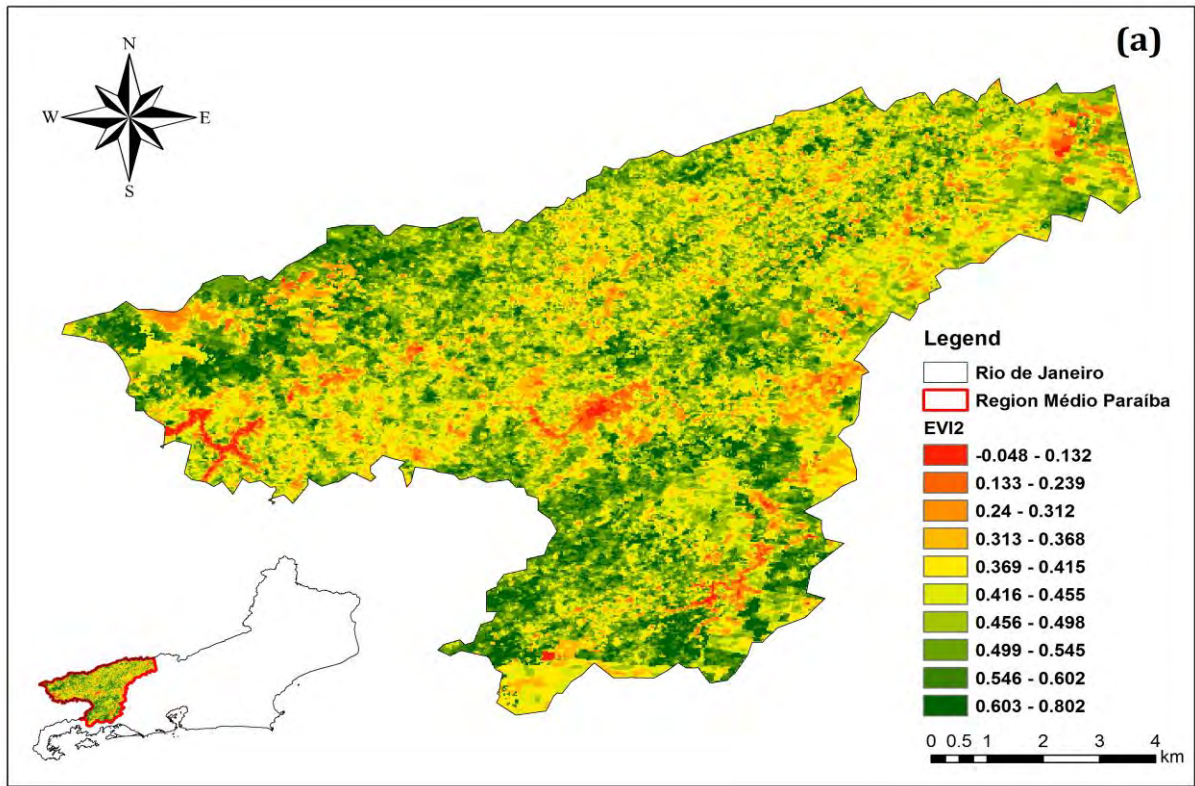 (a)
N
W
E
S
Legend
Rio de Janeiro
Region Médio Paraíba
EVI2
-0.048 - 0.132
0.133 - 0.239
0.24 - 0.312
0.313 - 0.368
0.369 - 0.415
0.416 - 0.455
0.456 - 0.498
0.499 - 0.545
0.546 - 0.602
0.603 - 0.802
0 0.5 1 2 3 4
km